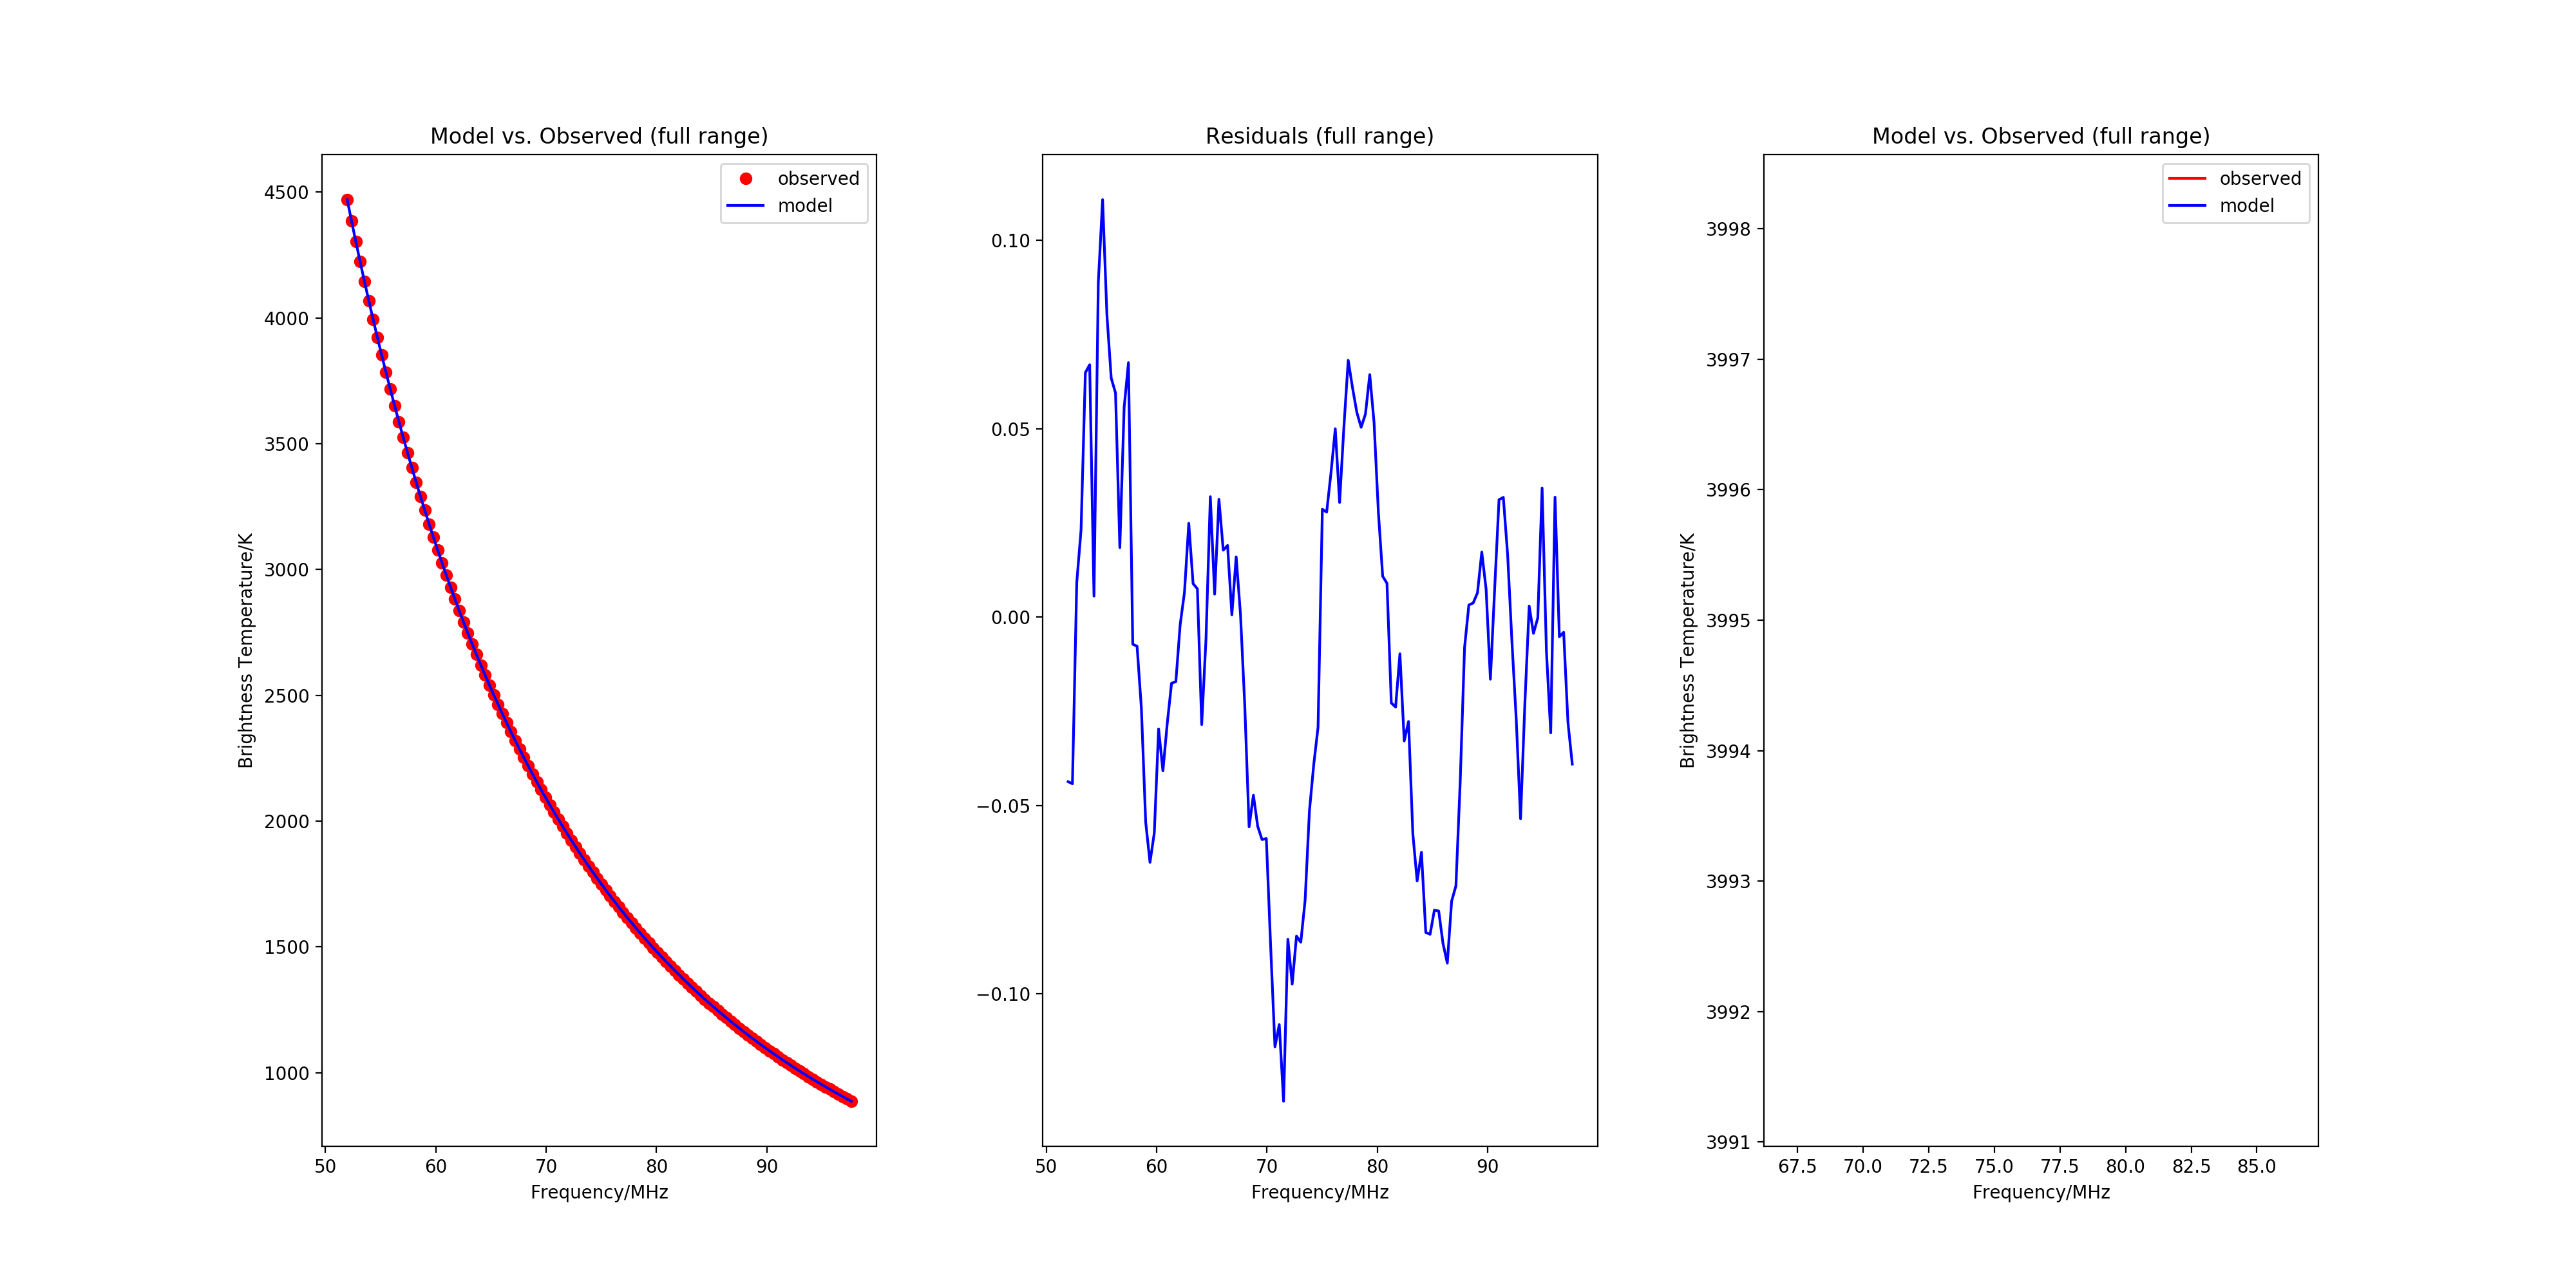 Model vs. Observed (full range)
observed
model
4500
4000
3500
3000
2500
2000
1500
1000
Brightness Temperature/K
50 60 70 80 90
Frequency/MHz
Residuals (full range)
0.10
0.05
0.00
−0.05
−0.10
50 60 70 80 90
Frequency/MHz
Model vs. Observed (full range)
observed
model
3998
3997
3996
3995
3994
3993
3992
3991
Brightness Temperature/K
67.5 70.0 72.5 75.0 77.5 80.0 82.5 85.0
Frequency/MHz